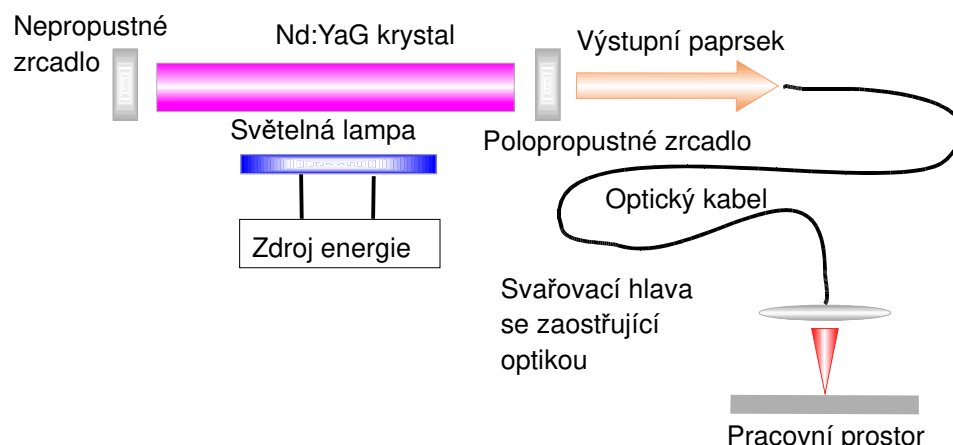 Nepropustné
zrcadlo
Nd:YaG krystal
Výstupní paprsek
Světelná lampa
Polopropustné zrcadlo
Optický kabel
Zdroj energie
Svařovací hlava
se zaostřující
optikou
Pracovní prostor